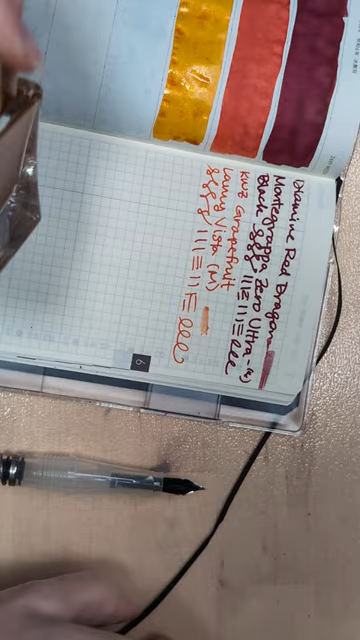 Diamine Red Dragon
Montegrappa Zero Ultra - (M)
Black
KWZ Grapefruit
Lamy Vista (M)
6